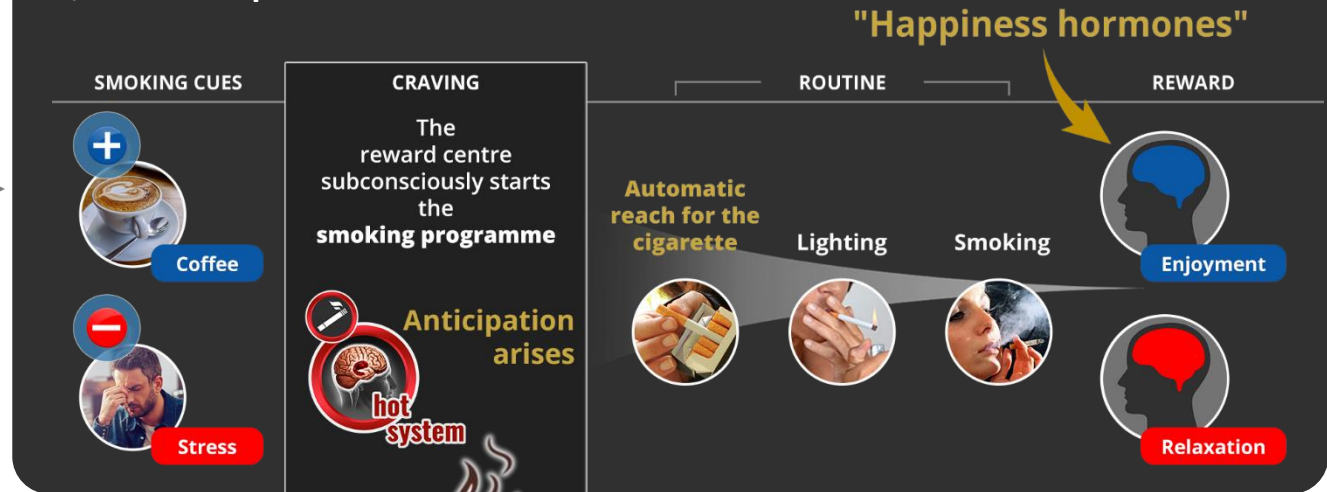 "Happiness hormones"
SMOKING CUES
CRAVING
ROUTINE
REWARD
The
reward centre
subconsciously starts
the
smoking programme
Automatic
reach for the
cigarette
Lighting
Smoking
Coffee
Enjoyment
Anticipation
arises
hot
system
Stress
Relaxation